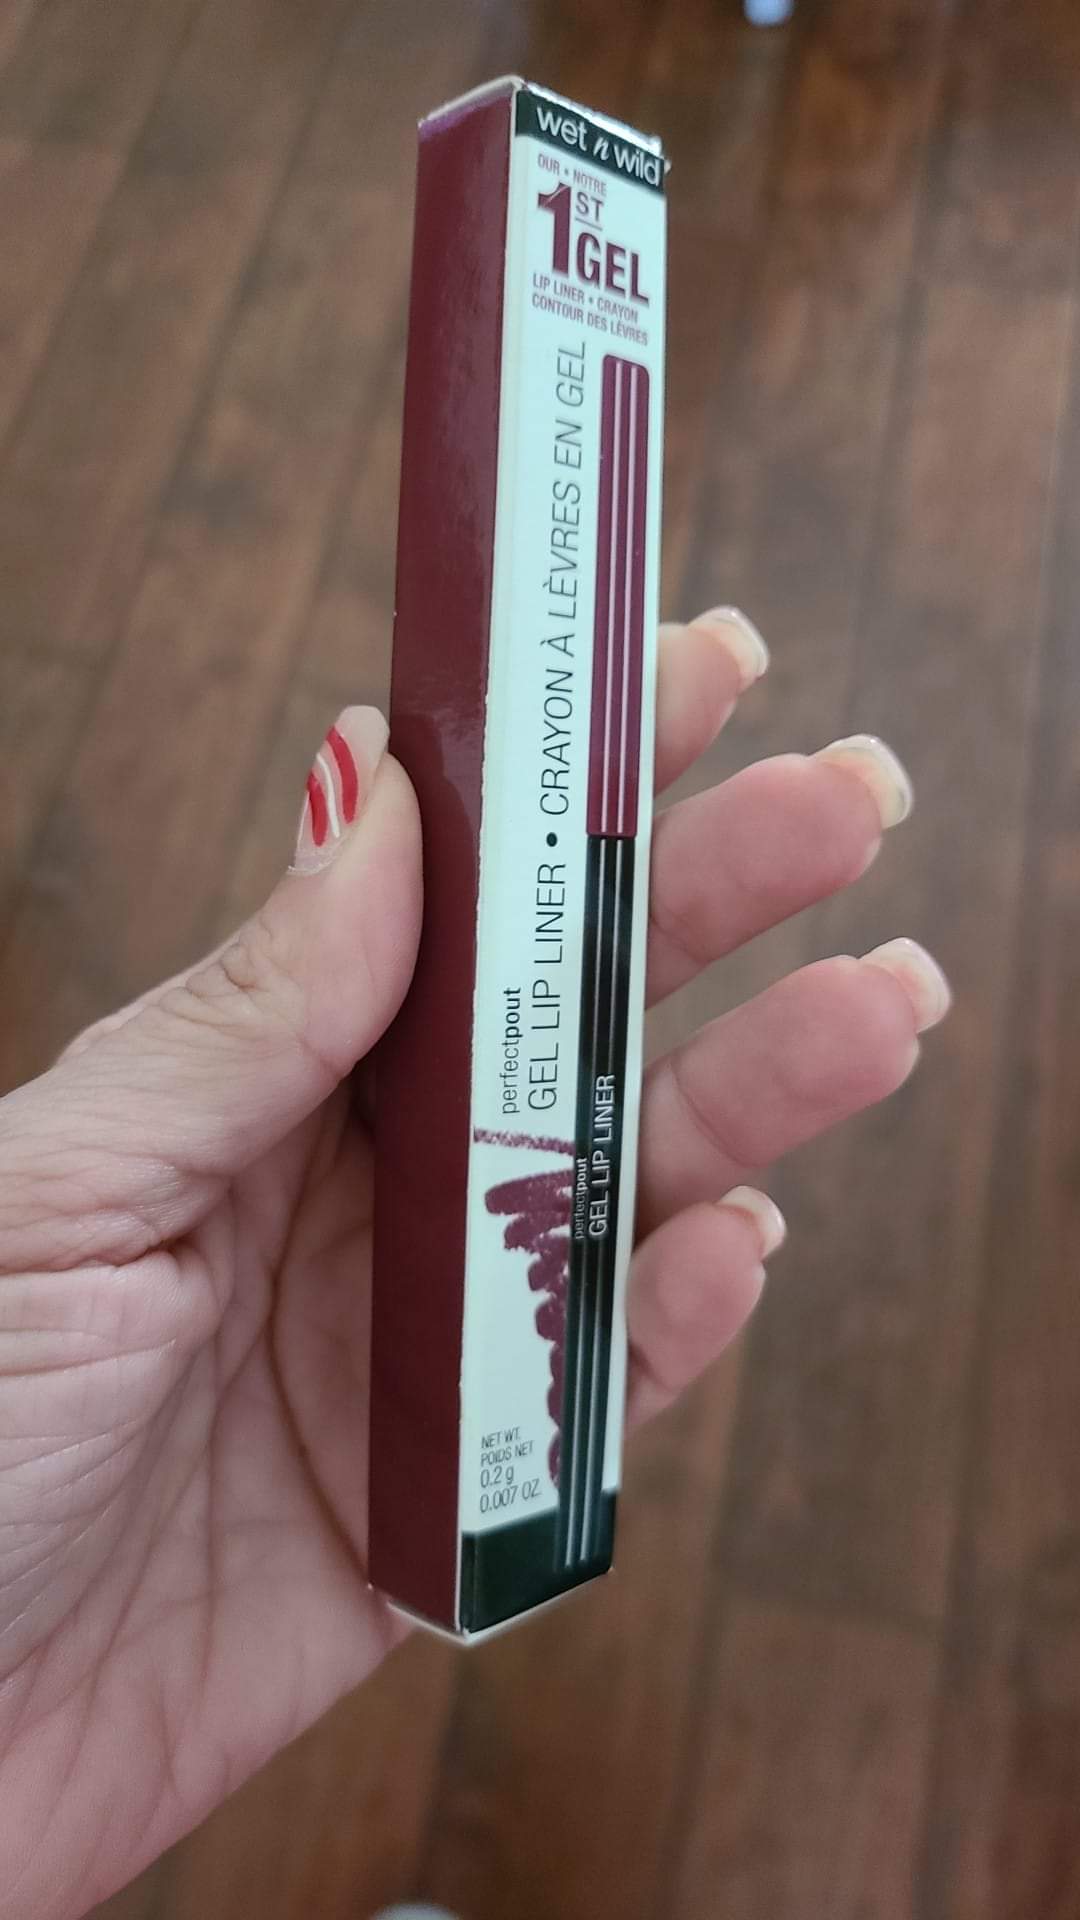 wet n wild
OUR • NOTRE
1ST
GEL
LIP LINER • CRAYON
CONTOUR DES LÈVRES
perfectpout
GEL LIP LINER • CRAYON À LÈVRES EN GEL
perfectpout
GEL LIP LINER
NET WT.
POIDS NET
0.2 g
0.007 OZ.